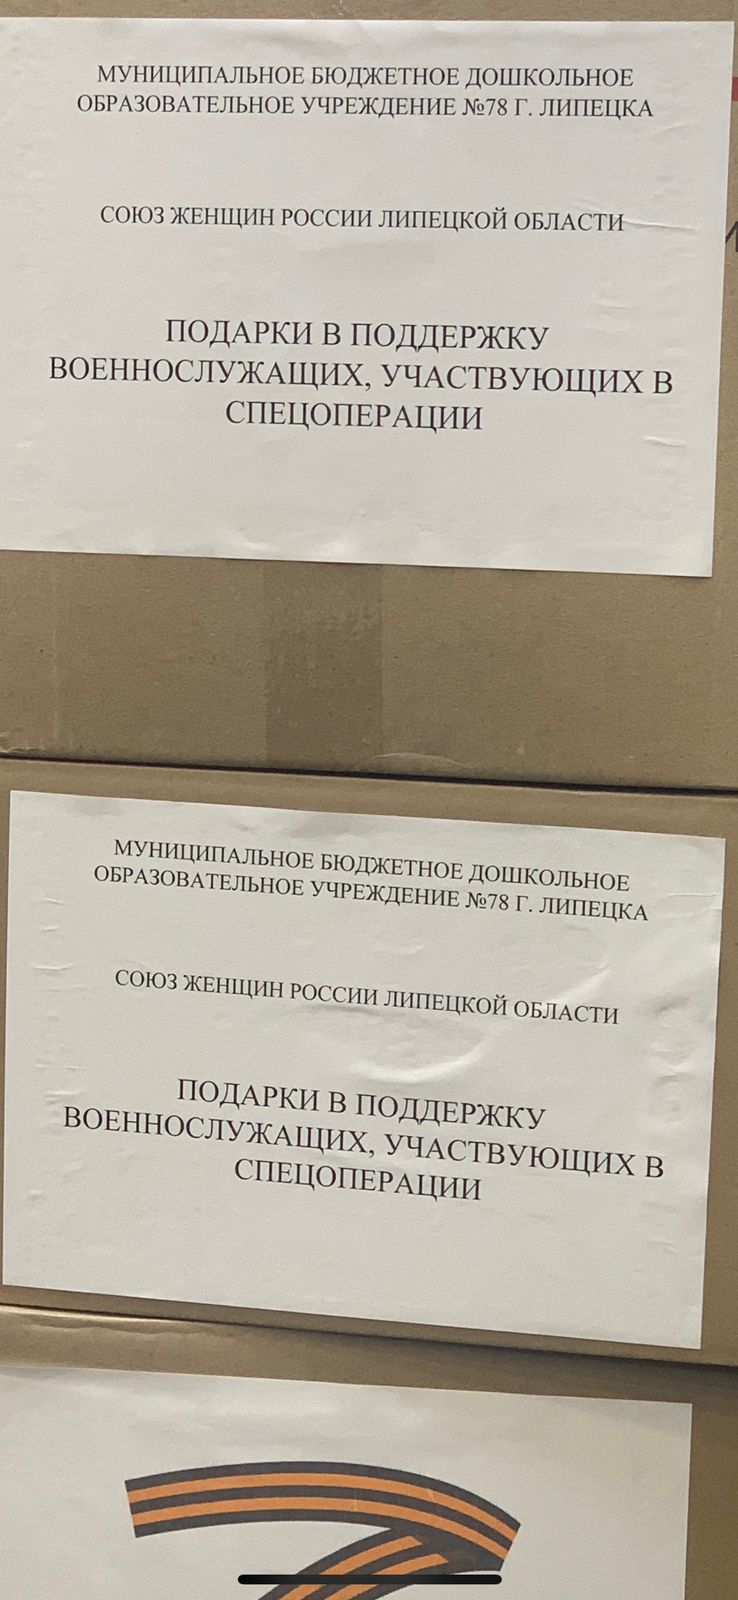 МУНИЦИПАЛЬНОЕ БЮДЖЕТНОЕ ДОШКОЛЬНОЕ
ОБРАЗОВАТЕЛЬНОЕ УЧРЕЖДЕНИЕ №78 Г. ЛИПЕЦКА
СОЮЗ ЖЕНЩИН РОССИИ ЛИПЕЦКОЙ ОБЛАСТИ
ПОДАРКИ В ПОДДЕРЖКУ
ВОЕННОСЛУЖАЩИХ, УЧАСТВУЮЩИХ В
СПЕЦОПЕРАЦИИ
МУНИЦИПАЛЬНОЕ БЮДЖЕТНОЕ ДОШКОЛЬНОЕ
ОБРАЗОВАТЕЛЬНОЕ УЧРЕЖДЕНИЕ №78 Г. ЛИПЕЦКА
СОЮЗ ЖЕНЩИН РОССИИ ЛИПЕЦКОЙ ОБЛАСТИ
ПОДАРКИ В ПОДДЕРЖКУ
ВОЕННОСЛУЖАЩИХ, УЧАСТВУЮЩИХ В
СПЕЦОПЕРАЦИИ